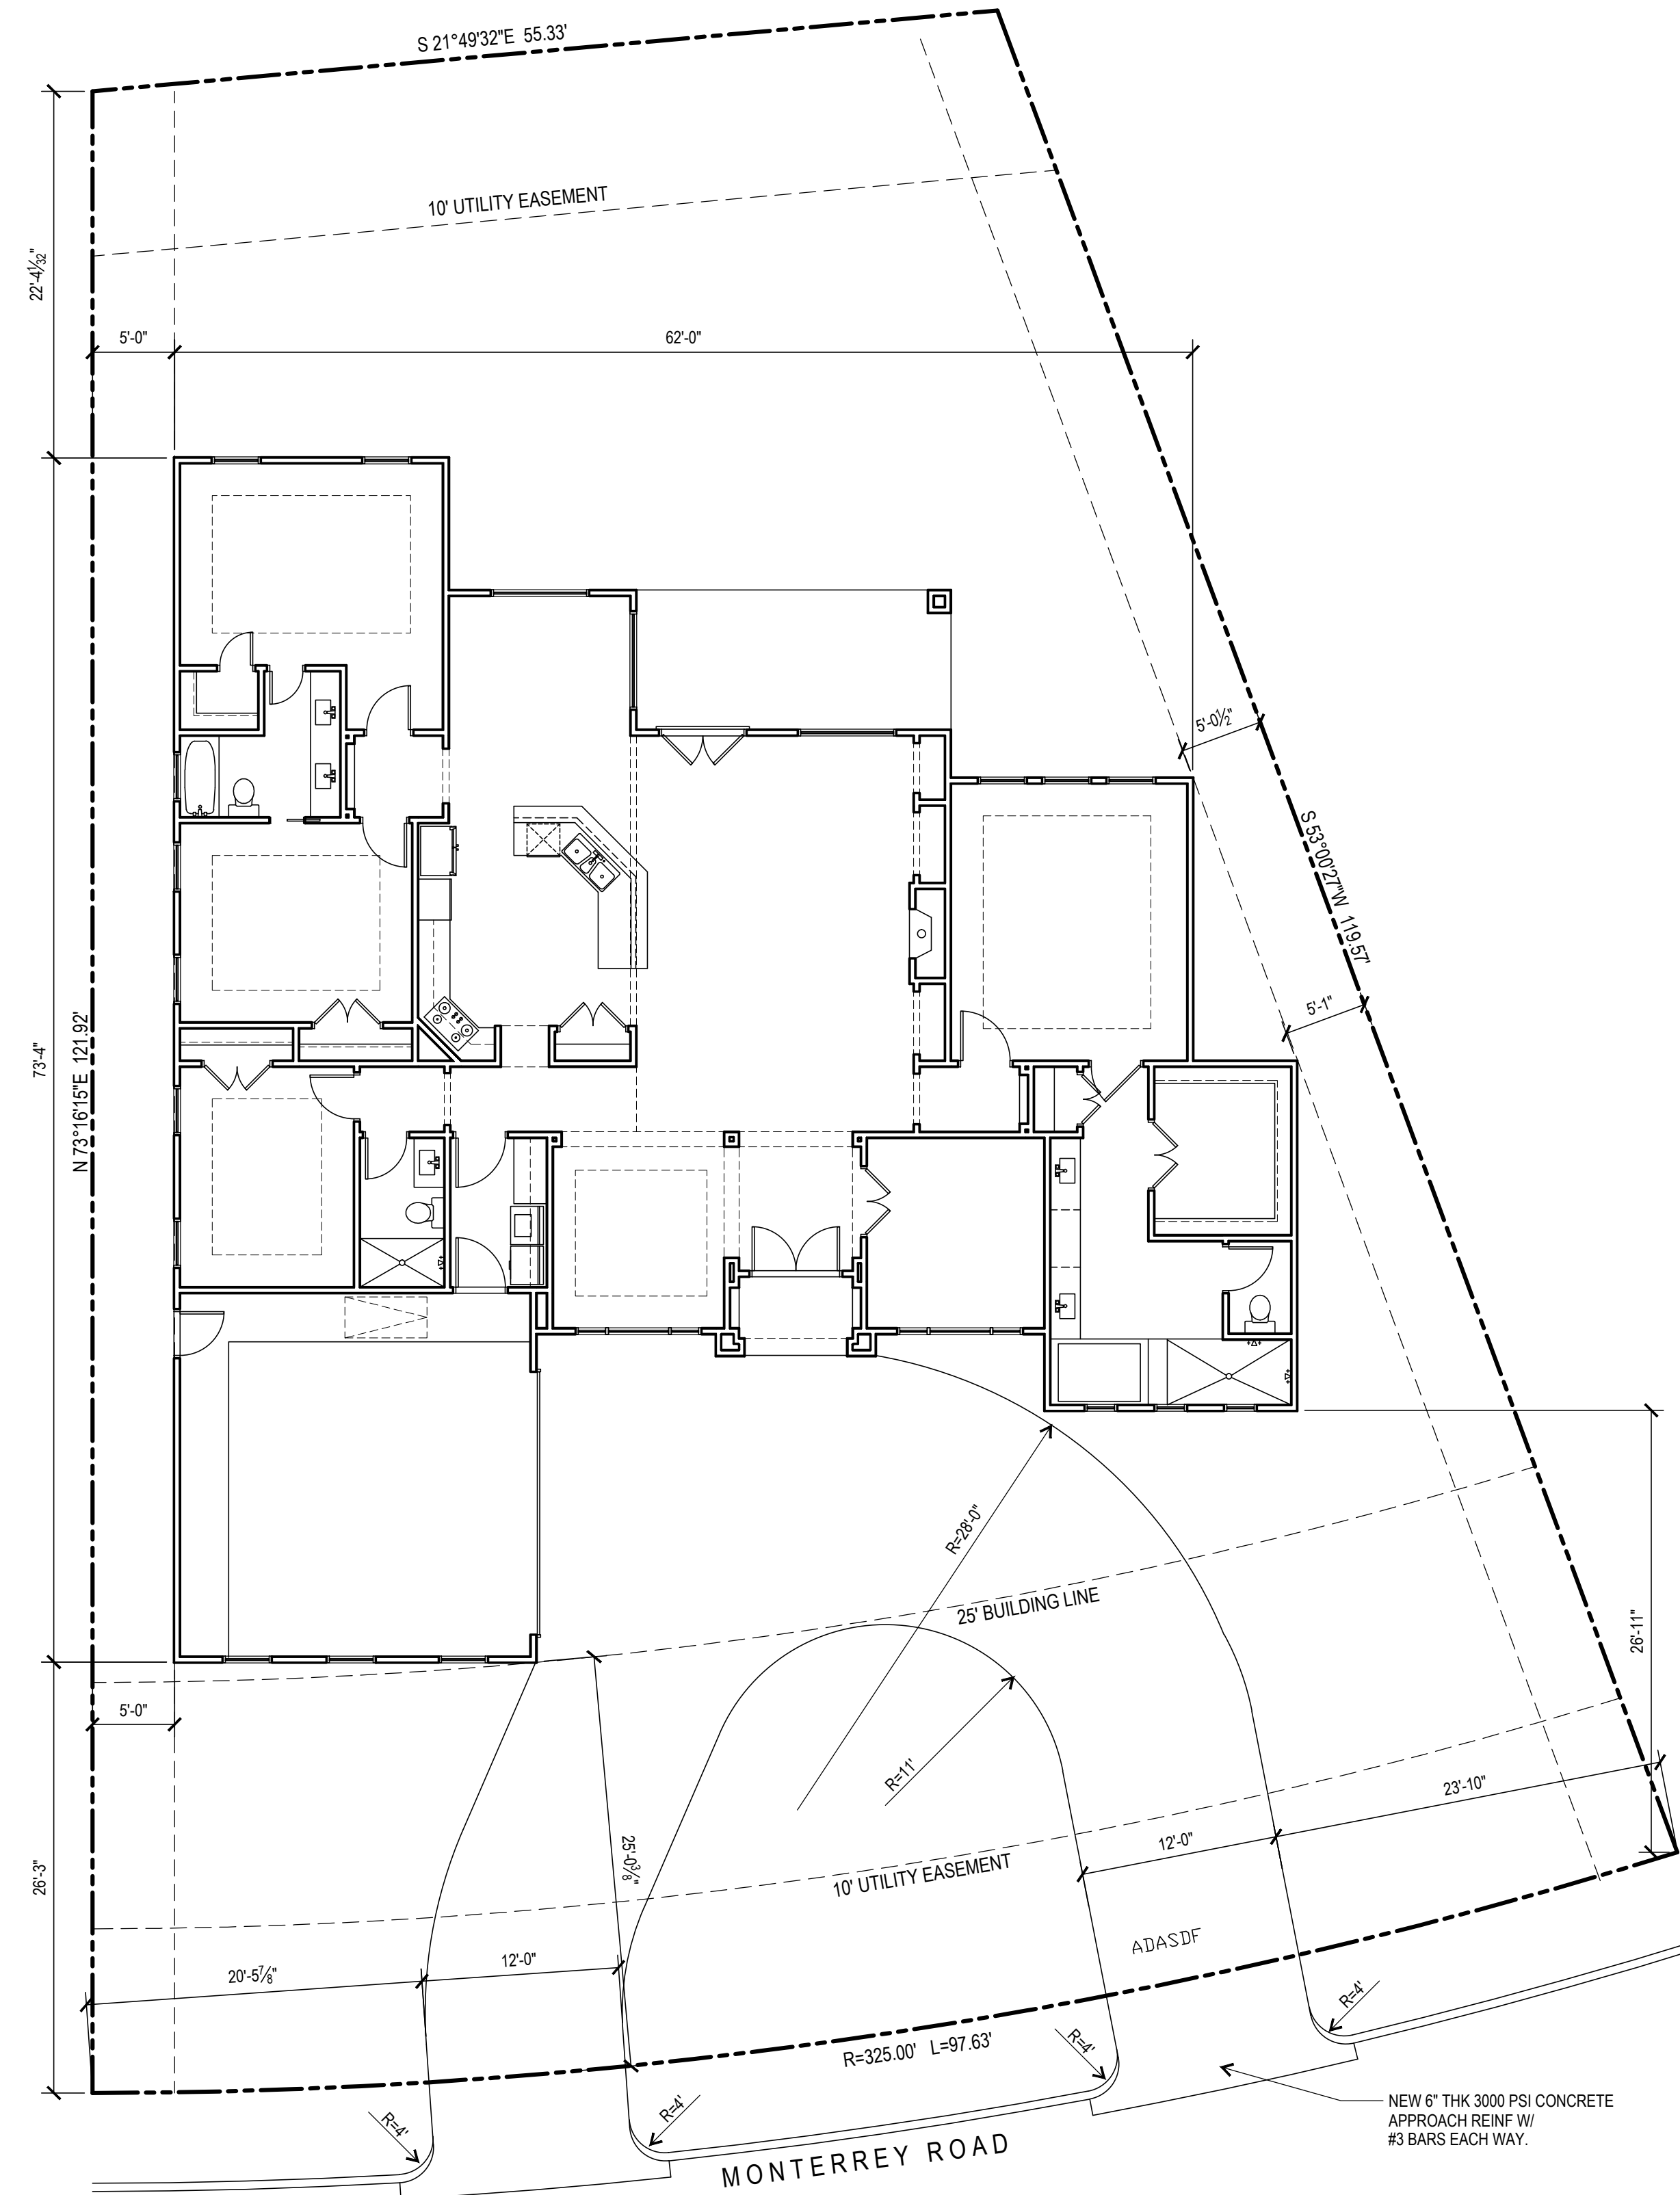 S 21°49'32"E 55.33'
10' UTILITY EASEMENT
22'-4 1/32"
5'-0"
62'-0"
5'-0 1/2"
S 53°00'27"W 119.57'
5'-1"
N 73°16'15"E 121.92'
73'-4"
R=28'-0"
25' BUILDING LINE
26'-11"
5'-0"
R=11'
23'-10"
12'-0"
25'-0 3/8"
10' UTILITY EASEMENT
26'-3"
ADASDF
12'-0"
20'-5 7/8"
R=4'
R=325.00' L=97.63'
R=4'
R=4'
R=4'
NEW 6" THK 3000 PSI CONCRETE
APPROACH REINF W/
#3 BARS EACH WAY.
MONTERREY ROAD